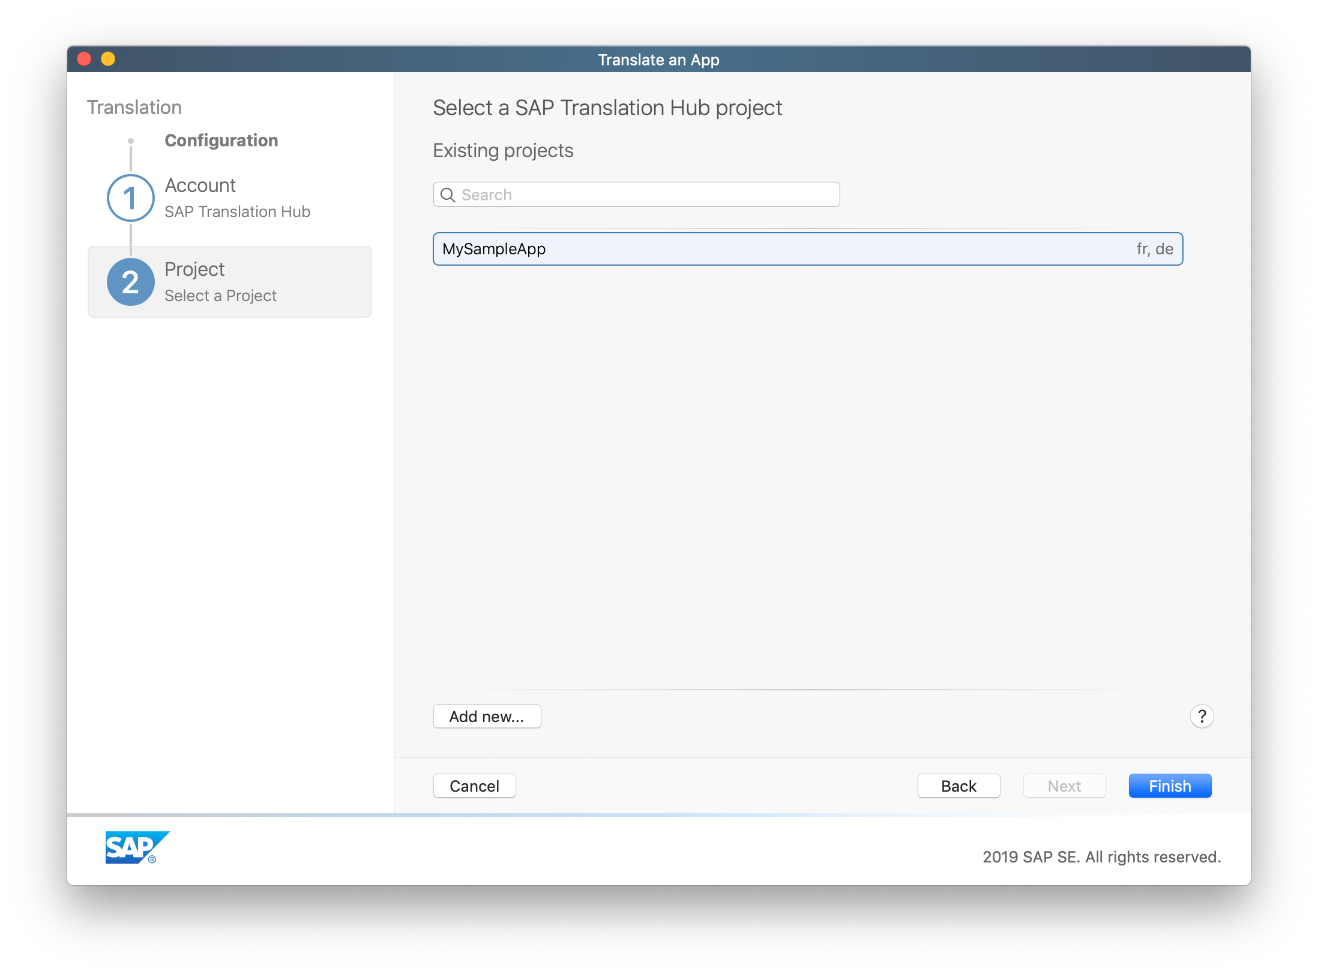 Translate an App
Translation
Configuration
1
Account
SAP Translation Hub
2
Project
Select a Project
Select a SAP Translation Hub project
Existing projects
Search
MySampleApp fr, de
Add new... ?
Cancel Back Next Finish
SAP®
2019 SAP SE. All rights reserved.